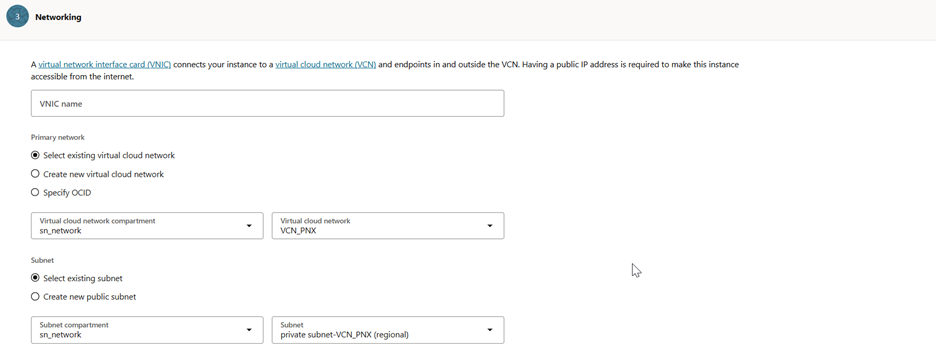 3 Networking
A virtual network interface card (VNIC) connects your instance to a virtual cloud network (VCN) and endpoints in and outside the VCN. Having a public IP address is required to make this instance
accessible from the internet.
VNIC name
Primary network
Select existing virtual cloud network
Create new virtual cloud network
Specify OCID
Virtual cloud network compartment
sn_network
Virtual cloud network
VCN_PNX
Subnet
Select existing subnet
Create new public subnet
Subnet compartment
sn_network
Subnet
private subnet-VCN_PNX (regional)